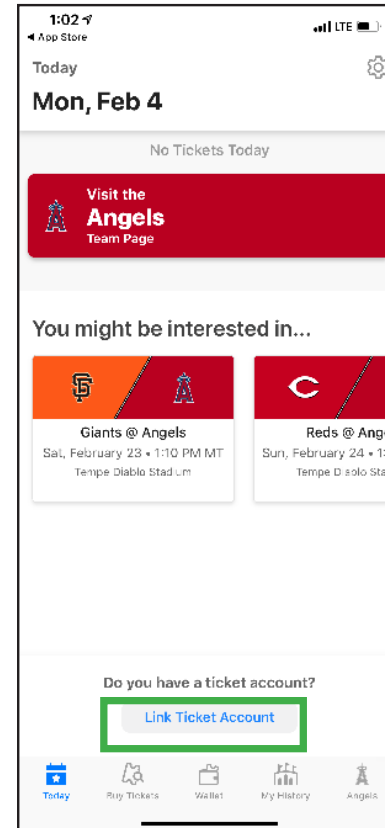 1:02
LTE
App Store
Today
Mon, Feb 4
No Tickets Today
Visit the
Angels
Team Page
You might be interested in...
Giants @ Angels
Sat, February 23 • 1:10 PM MT
Tempe Diablo Stadium
Reds @ Ang
Sun, February 24 • 1:
Tempe Diablo Sta
Do you have a ticket account?
Link Ticket Account
Today
Buy Tickets
Wallet
My History
Angels